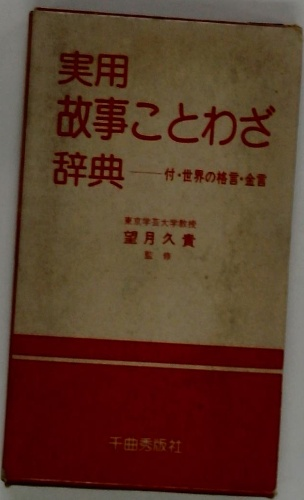 実用
故事ことわざ
辞典――付・世界の格言・金言
東京学芸大学教授
望月久貴
監修
千曲秀版社